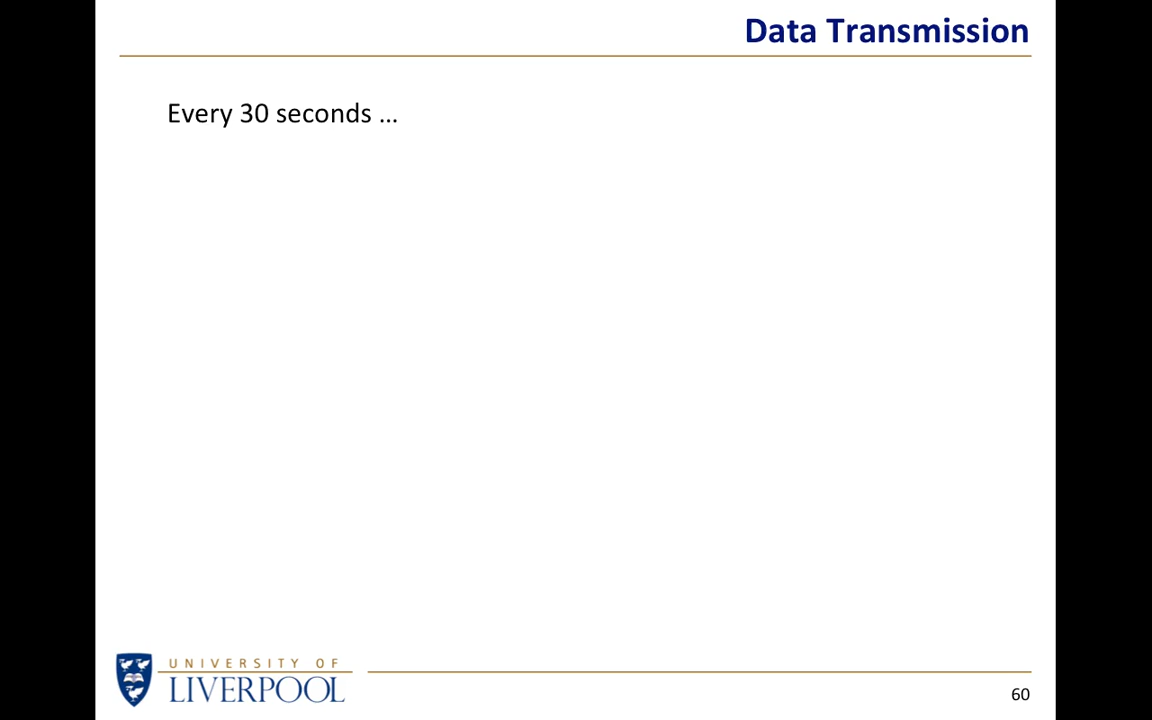 Data Transmission
Every 30 seconds ...
UNIVERSITY OF
LIVERPOOL
60